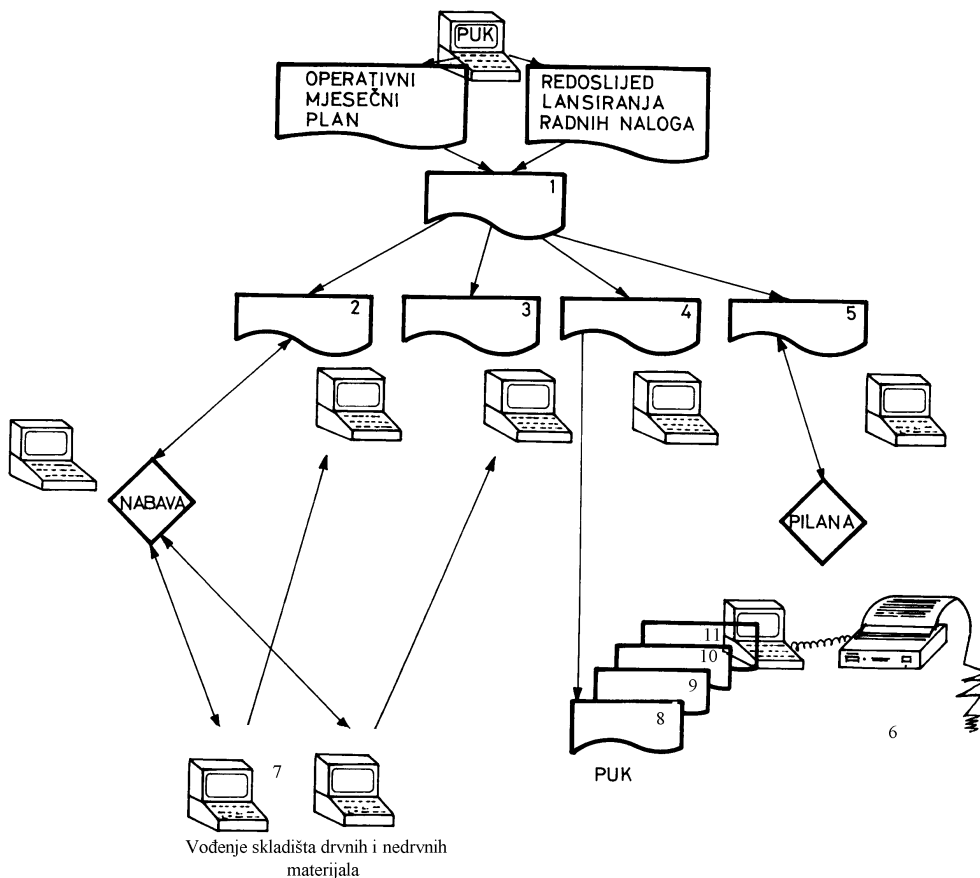 PUK
OPERATIVNI
MJESEČNI
PLAN
REDOSLIJED
LANSIRANJA
RADNIH NALOGA
1
2
3
4
5
NABAVA
PILANA
11
10
9
8
6
7
PUK
Vođenje skladišta drvnih i nedrvnih
materijala